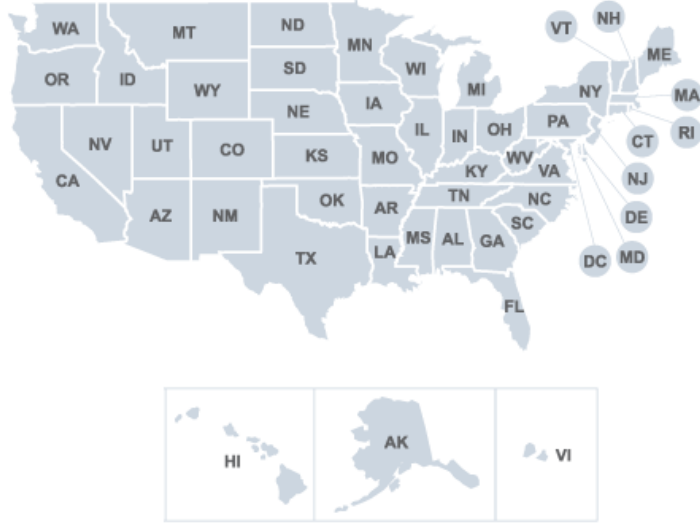 WA
MT
ND
MN
VT
NH
ME
OR
ID
WY
SD
WI
MI
NY
MA
RI
CT
NV
UT
CO
NE
IA
IL
IN
OH
PA
NJ
CA
AZ
NM
KS
MO
KY
WV
VA
DE
MD
DC
OK
AR
TN
NC
SC
TX
LA
MS
AL
GA
FL
HI
AK
VI